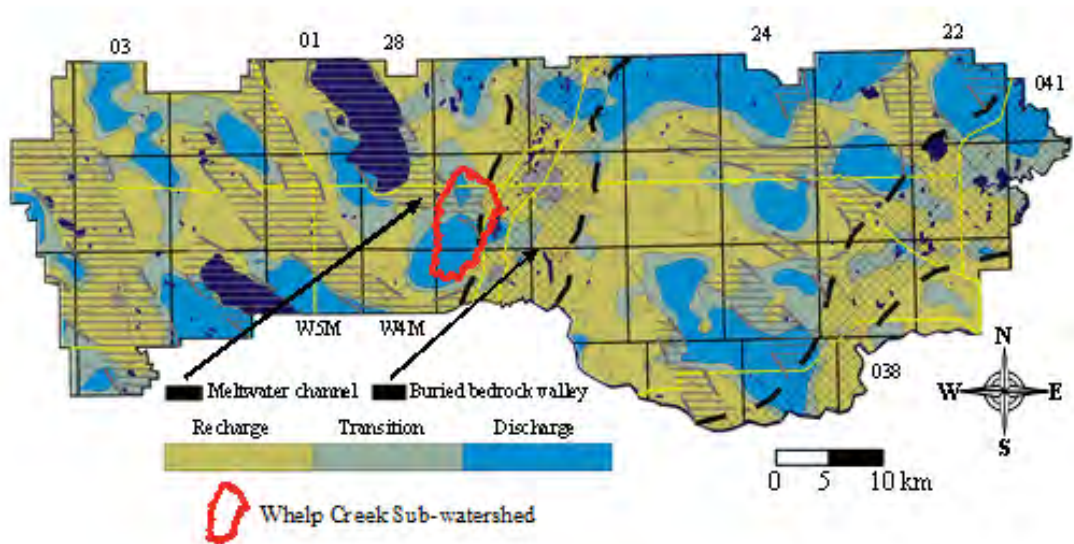 03 01 28 24 22
041
W5M W4M
038
Meltwater channel Buried bedrock valley
Recharge Transition Discharge
Whelp Creek Sub-watershed
N
W E
S
0 5 10 km